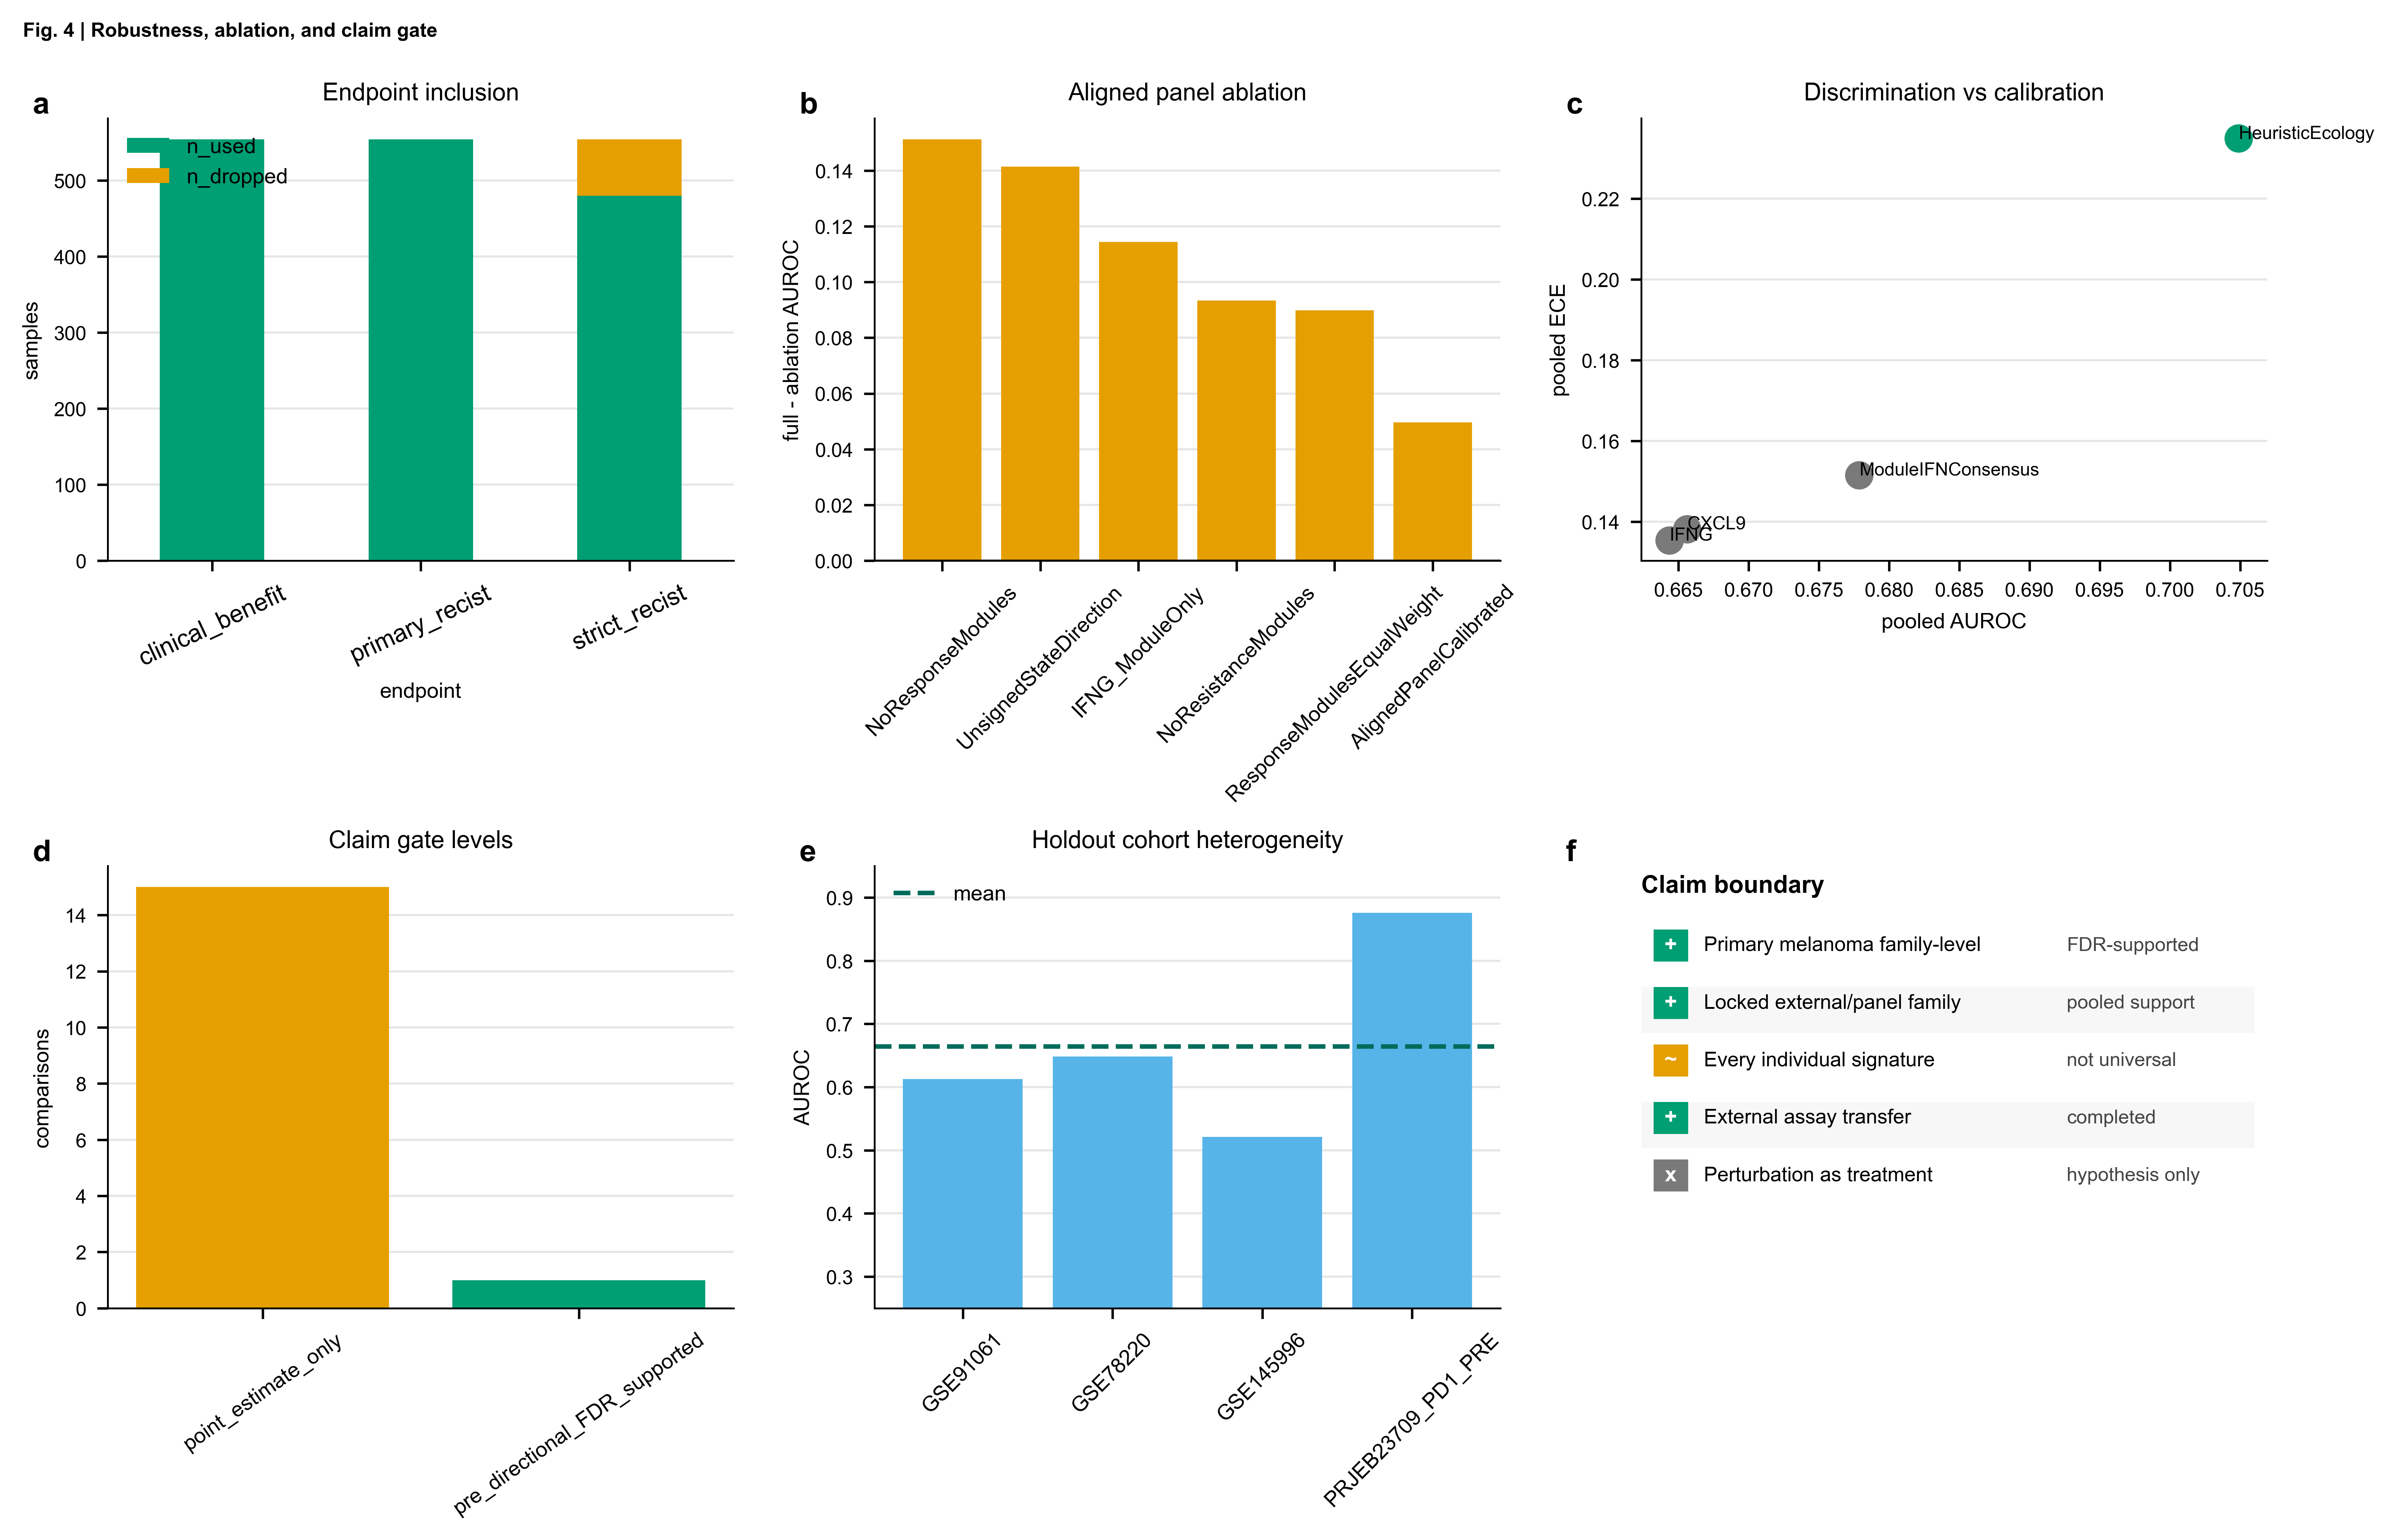 Fig. 4 | Robustness, ablation, and claim gate
a
Endpoint inclusion
n_used
n_dropped
500
400
300
200
100
0
samples
clinical_benefit
primary_recist
strict_recist
endpoint
b
Aligned panel ablation
0.14
0.12
0.10
0.08
0.06
0.04
0.02
0.00
full - ablation AUROC
NoResponseModules
UnsignedStateDirection
IFNG_ModuleOnly
NoResistanceModules
ResponseModulesEqualWeight
AlignedPanelCalibrated
c
Discrimination vs calibration
HeuristicEcology
ModuleIFNConsensus
CXCL9
IFNG
0.22
0.20
0.18
0.16
0.14
pooled ECE
0.665 0.670 0.675 0.680 0.685 0.690 0.695 0.700 0.705
pooled AUROC
d
Claim gate levels
14
12
10
8
6
4
2
0
comparisons
point_estimate_only
pre_directional_FDR_supported
e
Holdout cohort heterogeneity
mean
0.9
0.8
0.7
0.6
0.5
0.4
0.3
AUROC
GSE91061
GSE78220
GSE145996
PRJEB23709_PD1_PRE
f
Claim boundary
+ Primary melanoma family-level FDR-supported
+ Locked external/panel family pooled support
~ Every individual signature not universal
+ External assay transfer completed
x Perturbation as treatment hypothesis only